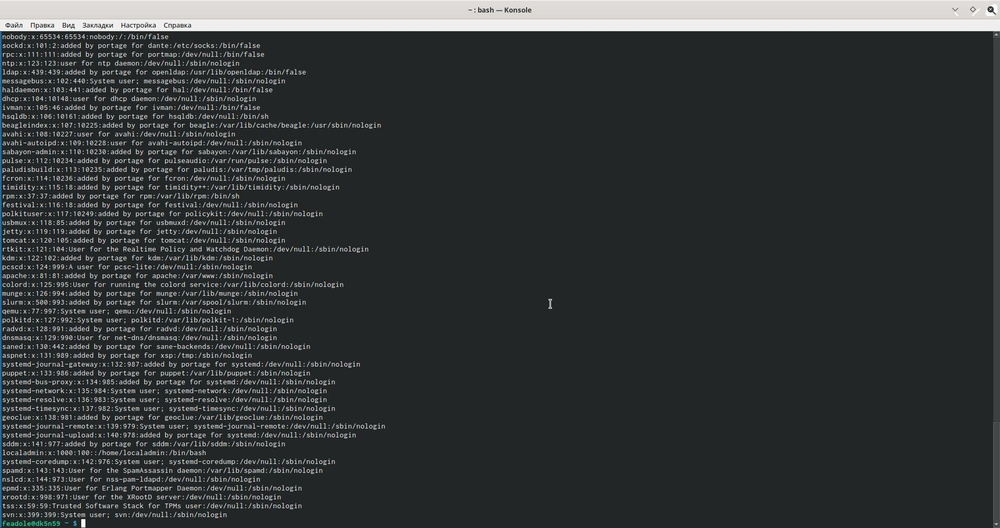 ~ : bash — Konsole
Файл Правка Вид Закладки Настройка Справка
nobody:x:65534:65534:nobody:/:/bin/false
sockd:x:101:2:added by portage for dante:/etc/socks:/bin/false
rpc:x:111:111:added by portage for portmap:/dev/null:/bin/false
ntp:x:123:123:user for ntp daemon:/dev/null:/sbin/nologin
ldap:x:439:439:added by portage for openldap:/usr/lib/openldap:/bin/false
messagebus:x:102:440:System user; messagebus:/dev/null:/sbin/nologin
haldaemon:x:103:441:added by portage for hal:/dev/null:/bin/false
dhcp:x:104:10148:user for dhcp daemon:/dev/null:/sbin/nologin
ivman:x:105:46:added by portage for ivman:/dev/null:/bin/false
hsqldb:x:106:10161:added by portage for hsqldb:/dev/null:/bin/sh
beagleindex:x:107:10225:added by portage for beagle:/var/lib/cache/beagle:/usr/sbin/nologin
avahi:x:108:10227:user for avahi:/dev/null:/sbin/nologin
avahi-autoipd:x:109:10228:user for avahi-autoipd:/dev/null:/sbin/nologin
sabayon-admin:x:110:10230:added by portage for sabayon:/var/lib/sabayon:/sbin/nologin
pulse:x:112:10234:added by portage for pulseaudio:/var/run/pulse:/sbin/nologin
paludisbuild:x:113:10235:added by portage for paludis:/var/tmp/paludis:/sbin/nologin
fcron:x:114:10236:added by portage for fcron:/dev/null:/sbin/nologin
timidity:x:115:18:added by portage for timidity++:/var/lib/timidity:/sbin/nologin
rpm:x:37:37:added by portage for rpm:/var/lib/rpm:/bin/sh
festival:x:116:18:added by portage for festival:/dev/null:/sbin/nologin
polkituser:x:117:10249:added by portage for policykit:/dev/null:/sbin/nologin
usbmux:x:118:85:added by portage for usbmuxd:/dev/null:/sbin/nologin
jetty:x:119:119:added by portage for jetty:/dev/null:/sbin/nologin
tomcat:x:120:105:added by portage for tomcat:/dev/null:/sbin/nologin
rtkit:x:121:104:User for the Realtime Policy and Watchdog Daemon:/dev/null:/sbin/nologin
kdm:x:122:102:added by portage for kdm:/var/lib/kdm:/sbin/nologin
pcscd:x:124:999:A user for pcsc-lite:/dev/null:/sbin/nologin
apache:x:81:81:added by portage for apache:/var/www:/sbin/nologin
colord:x:125:995:User for running the colord service:/var/lib/colord:/sbin/nologin
munge:x:126:994:added by portage for munge:/var/lib/munge:/sbin/nologin
slurm:x:500:993:added by portage for slurm:/var/spool/slurm:/sbin/nologin
qemu:x:77:997:System user; qemu:/dev/null:/sbin/nologin
polkitd:x:127:992:System user; polkitd:/var/lib/polkit-1:/sbin/nologin
radvd:x:128:991:added by portage for radvd:/dev/null:/sbin/nologin
dnsmasq:x:129:990:User for net-dns/dnsmasq:/dev/null:/sbin/nologin
saned:x:130:442:added by portage for sane-backends:/dev/null:/sbin/nologin
aspnet:x:131:989:added by portage for xsp:/tmp:/sbin/nologin
systemd-journal-gateway:x:132:987:added by portage for systemd:/dev/null:/sbin/nologin
puppet:x:133:986:added by portage for puppet:/var/lib/puppet:/sbin/nologin
systemd-bus-proxy:x:134:985:added by portage for systemd:/dev/null:/sbin/nologin
systemd-network:x:135:984:System user; systemd-network:/dev/null:/sbin/nologin
systemd-resolve:x:136:983:System user; systemd-resolve:/dev/null:/sbin/nologin
systemd-timesync:x:137:982:System user; systemd-timesync:/dev/null:/sbin/nologin
geoclue:x:138:981:added by portage for geoclue:/var/lib/geoclue:/sbin/nologin
systemd-journal-remote:x:139:979:System user; systemd-journal-remote:/dev/null:/sbin/nologin
systemd-journal-upload:x:140:978:added by portage for systemd:/dev/null:/sbin/nologin
sddm:x:141:977:added by portage for sddm:/var/lib/sddm:/sbin/nologin
localadmin:x:1000:100::/home/localadmin:/bin/bash
systemd-coredump:x:142:976:System user; systemd-coredump:/dev/null:/sbin/nologin
spamd:x:143:143:User for the SpamAssassin daemon:/var/lib/spamd:/sbin/nologin
nslcd:x:144:973:User for nss-pam-ldapd:/dev/null:/sbin/nologin
epmd:x:335:335:User for Erlang Portmapper Daemon:/dev/null:/sbin/nologin
xrootd:x:998:971:User for the XRootD server:/dev/null:/sbin/nologin
tss:x:59:59:Trusted Software Stack for TPMs user:/dev/null:/sbin/nologin
svn:x:399:399:System user; svn:/dev/null:/sbin/nologin
feadole@dk5n59 ~ $